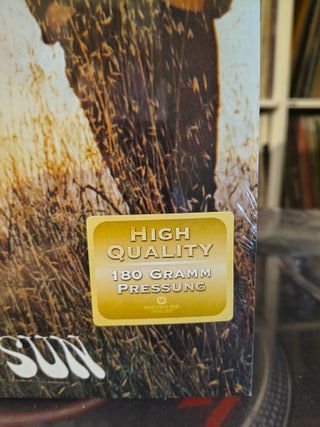 HIGH
QUALITY
180 GRAMM
PRESSUNG
SUN